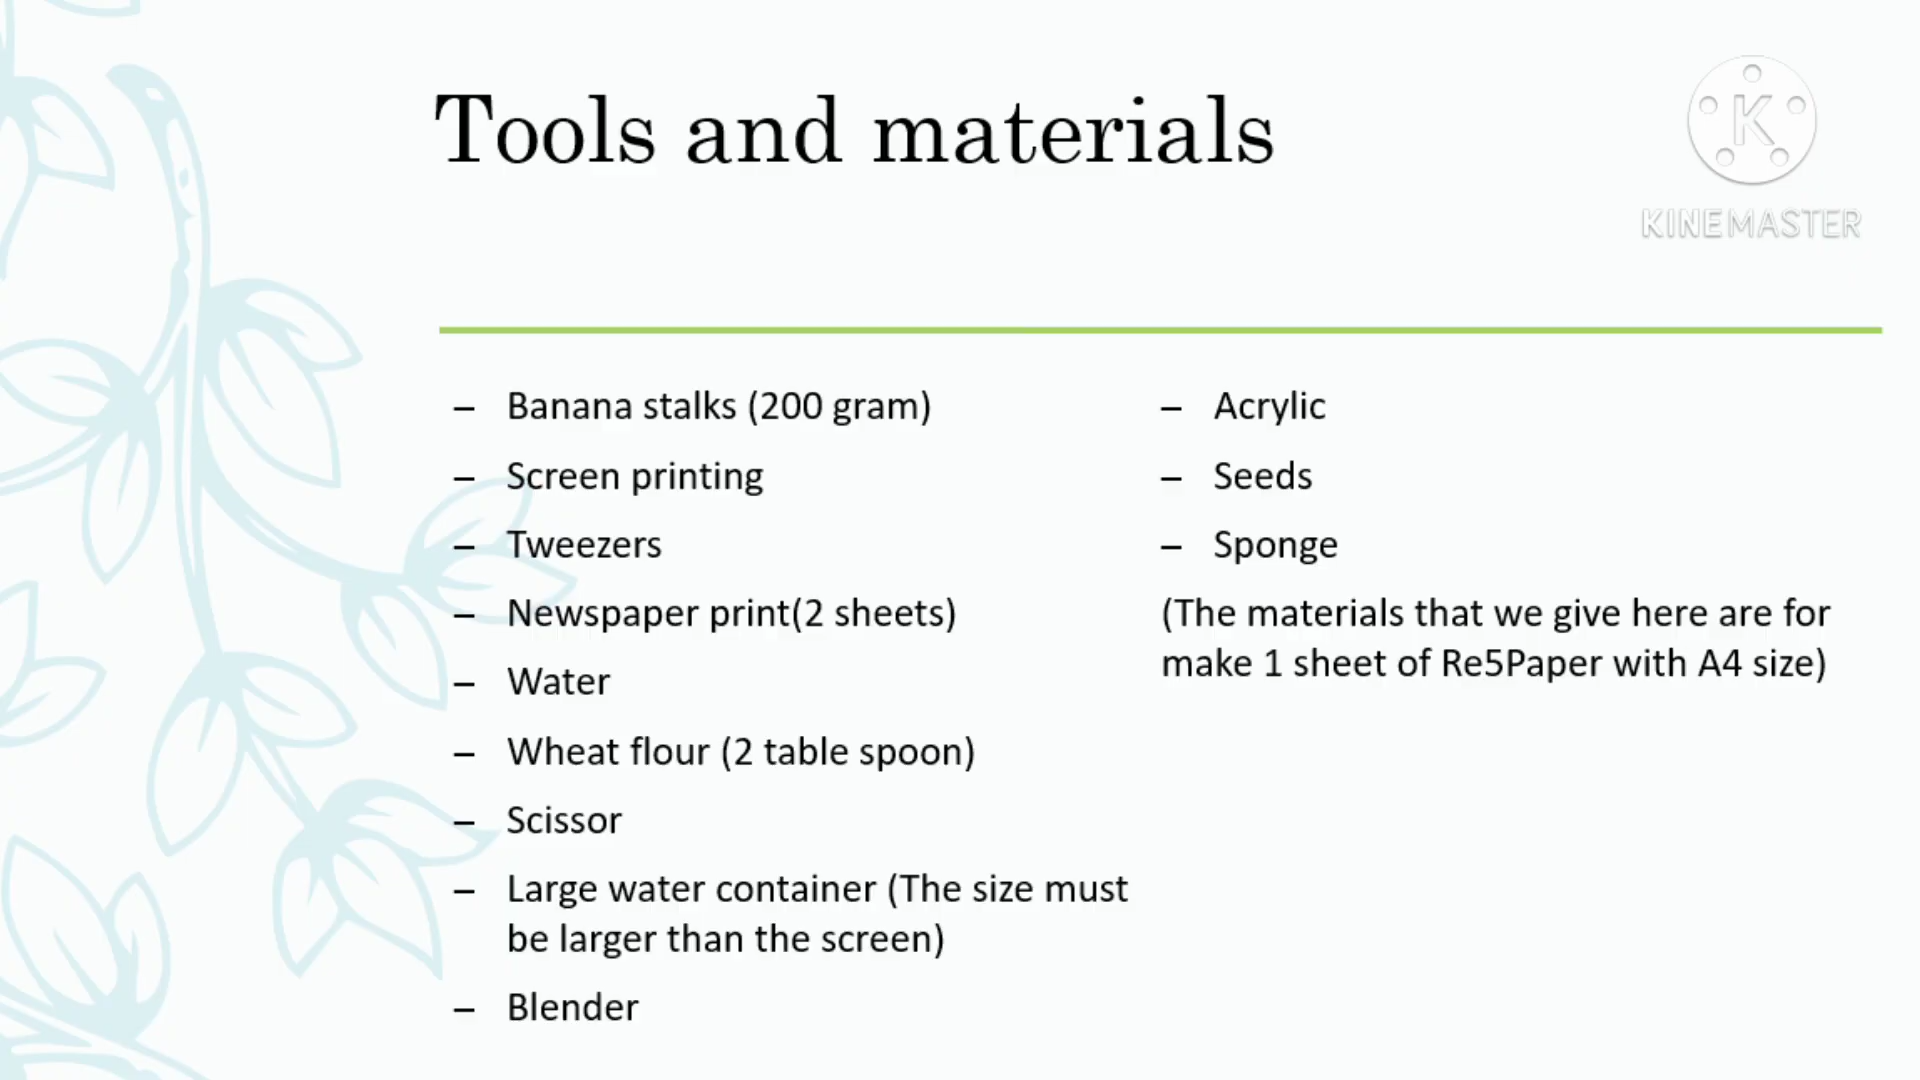 Tools and materials
K
KINEMASTER
– Banana stalks (200 gram)
– Screen printing
– Tweezers
– Newspaper print(2 sheets)
– Water
– Wheat flour (2 table spoon)
– Scissor
– Large water container (The size must
be larger than the screen)
– Blender
– Acrylic
– Seeds
– Sponge
(The materials that we give here are for
make 1 sheet of Re5Paper with A4 size)